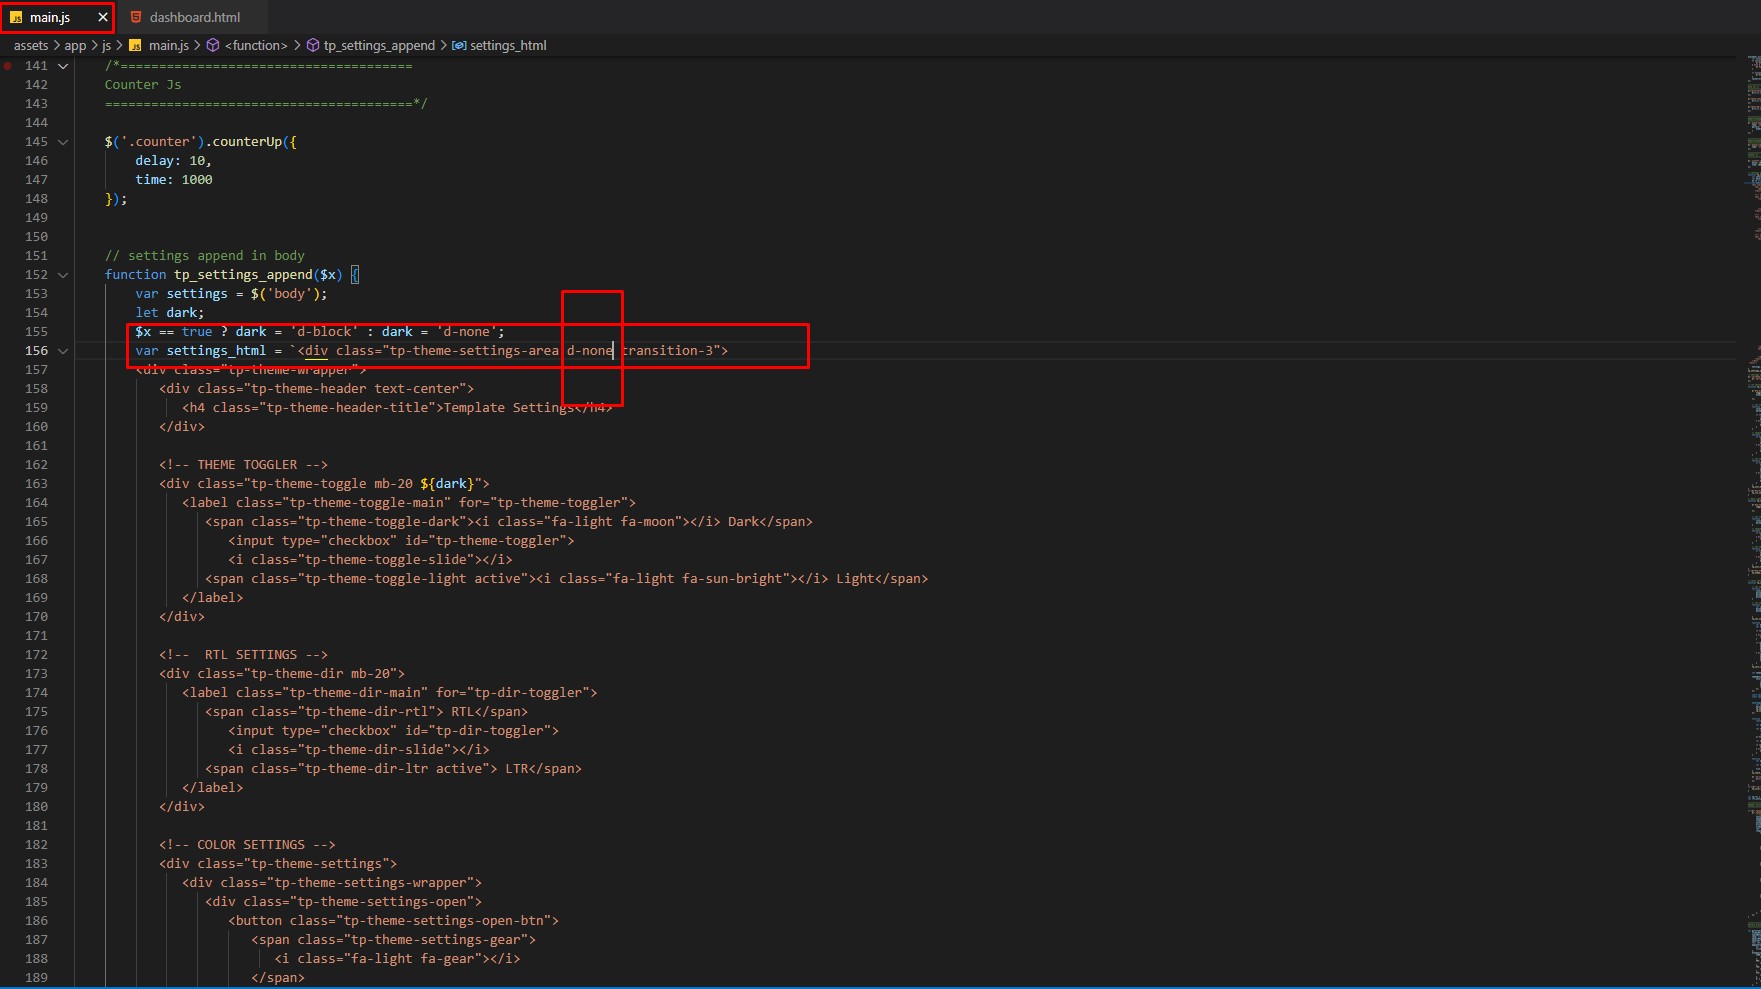 main.js
dashboard.html
assets > app > js > main.js > <function> > tp_settings_append > settings_html
141 /*======================================
142 Counter Js
143 ========================================*/
144
145 $('.counter').counterUp({
146 delay: 10,
147 time: 1000
148 });
149
150
151 // settings append in body
152 function tp_settings_append($x) {
153 var settings = $('body');
154 let dark;
155 $x == true ? dark = 'd-block' : dark = 'd-none';
156 var settings_html = `<div class="tp-theme-settings-area d-none transition-3">
157 <div class="tp-theme-wrapper">
158 <div class="tp-theme-header text-center">
159 <h4 class="tp-theme-header-title">Template Settings</h4>
160 </div>
161
162 <!-- THEME TOGGLER -->
163 <div class="tp-theme-toggle mb-20 ${dark}">
164 <label class="tp-theme-toggle-main" for="tp-theme-toggler">
165 <span class="tp-theme-toggle-dark"><i class="fa-light fa-moon"></i> Dark</span>
166 <input type="checkbox" id="tp-theme-toggler">
167 <i class="tp-theme-toggle-slide"></i>
168 <span class="tp-theme-toggle-light active"><i class="fa-light fa-sun-bright"></i> Light</span>
169 </label>
170 </div>
171
172 <!--  RTL SETTINGS -->
173 <div class="tp-theme-dir mb-20">
174 <label class="tp-theme-dir-main" for="tp-dir-toggler">
175 <span class="tp-theme-dir-rtl"> RTL</span>
176 <input type="checkbox" id="tp-dir-toggler">
177 <i class="tp-theme-dir-slide"></i>
178 <span class="tp-theme-dir-ltr active"> LTR</span>
179 </label>
180 </div>
181
182 <!-- COLOR SETTINGS -->
183 <div class="tp-theme-settings">
184 <div class="tp-theme-settings-wrapper">
185 <div class="tp-theme-settings-open">
186 <button class="tp-theme-settings-open-btn">
187 <span class="tp-theme-settings-gear">
188 <i class="fa-light fa-gear"></i>
189 </span>